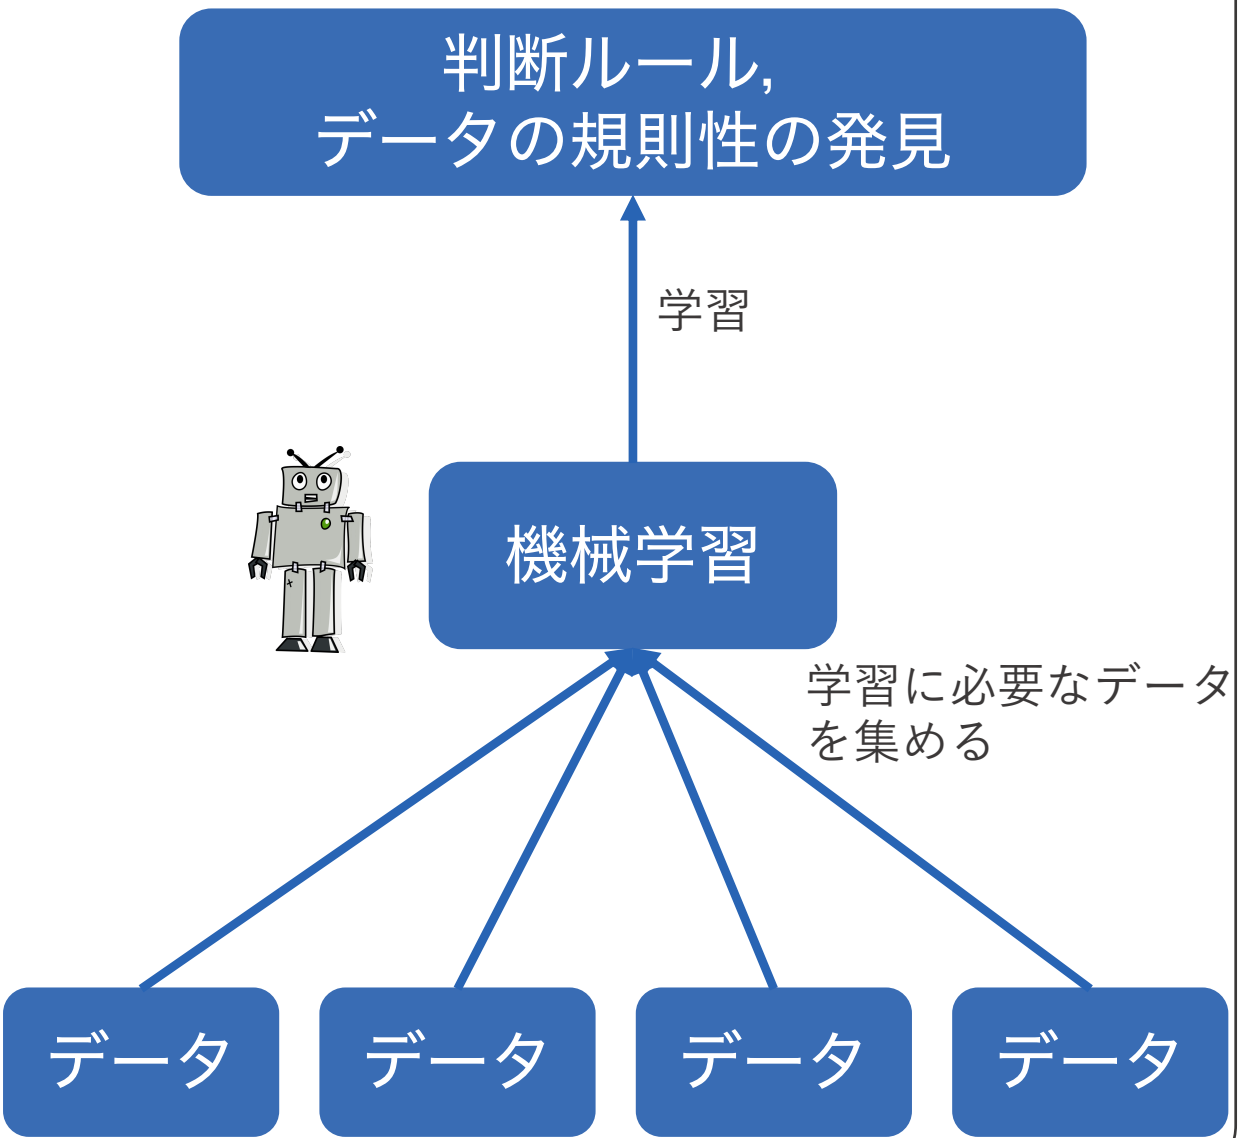 判断ルール,
データの規則性の発見
学習
機械学習
学習に必要なデータ
を集める
データ
データ
データ
データ